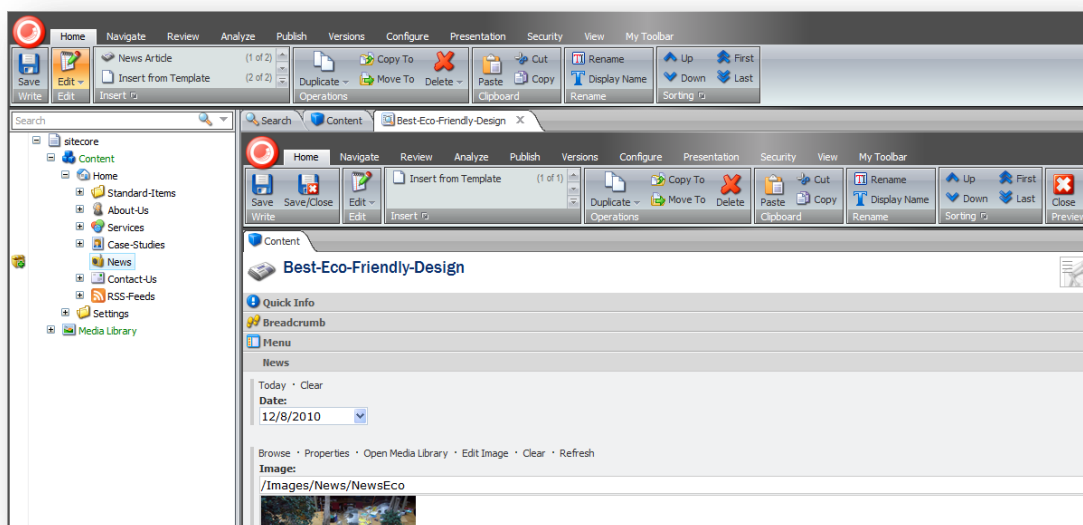 Home Navigate Review Analyze Publish Versions Configure Presentation Security View My Toolbar
Save Edit News Article (1 of 2) Copy To Cut Rename Up First
Insert from Template (2 of 2) Duplicate Move To Delete Paste Copy Display Name Down Last
Write Edit Insert Operations Clipboard Rename Sorting
Search
sitecore
Content
Home
Standard-Items
About-Us
Services
Case-Studies
News
Contact-Us
RSS-Feeds
Settings
Media Library
Search Content Best-Eco-Friendly-Design X
Home Navigate Review Analyze Publish Versions Configure Presentation Security View My Toolbar
Insert from Template (1 of 1) Copy To Cut Rename Up First
Save Save/Close Edit Duplicate Move To Delete Paste Copy Display Name Down Last Close
Write Edit Insert Operations Clipboard Rename Sorting Preview
Content
Best-Eco-Friendly-Design
Quick Info
Breadcrumb
Menu
News
Today · Clear
Date:
12/8/2010
Browse · Properties · Open Media Library · Edit Image · Clear · Refresh
Image:
/Images/News/NewsEco